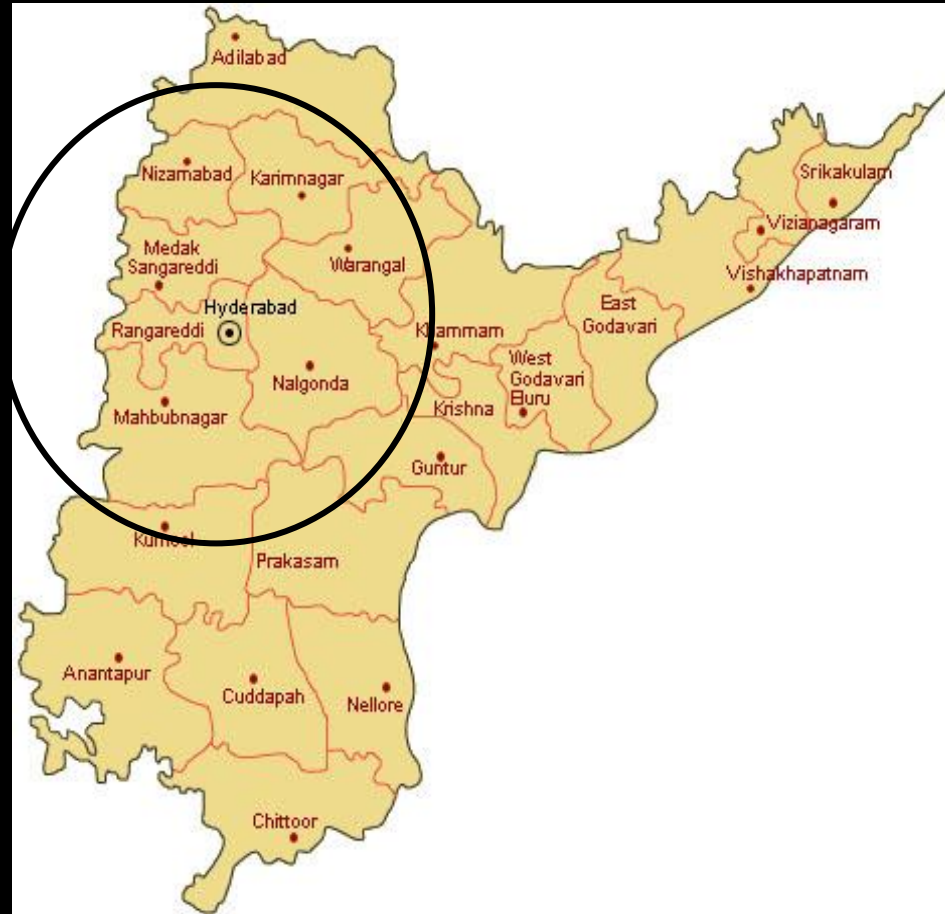 Adilabad
Nizamabad
Karimnagar
Srikakulam
Vizianagaram
Medak
Sangareddi
Warangal
Vishakhapatnam
Hyderabad
East
Godavari
Rangareddi
Khammam
West
Godavari
Eluru
Nalgonda
Krishna
Mahbubnagar
Guntur
Kurnool
Prakasam
Anantapur
Cuddapah
Nellore
Chittoor